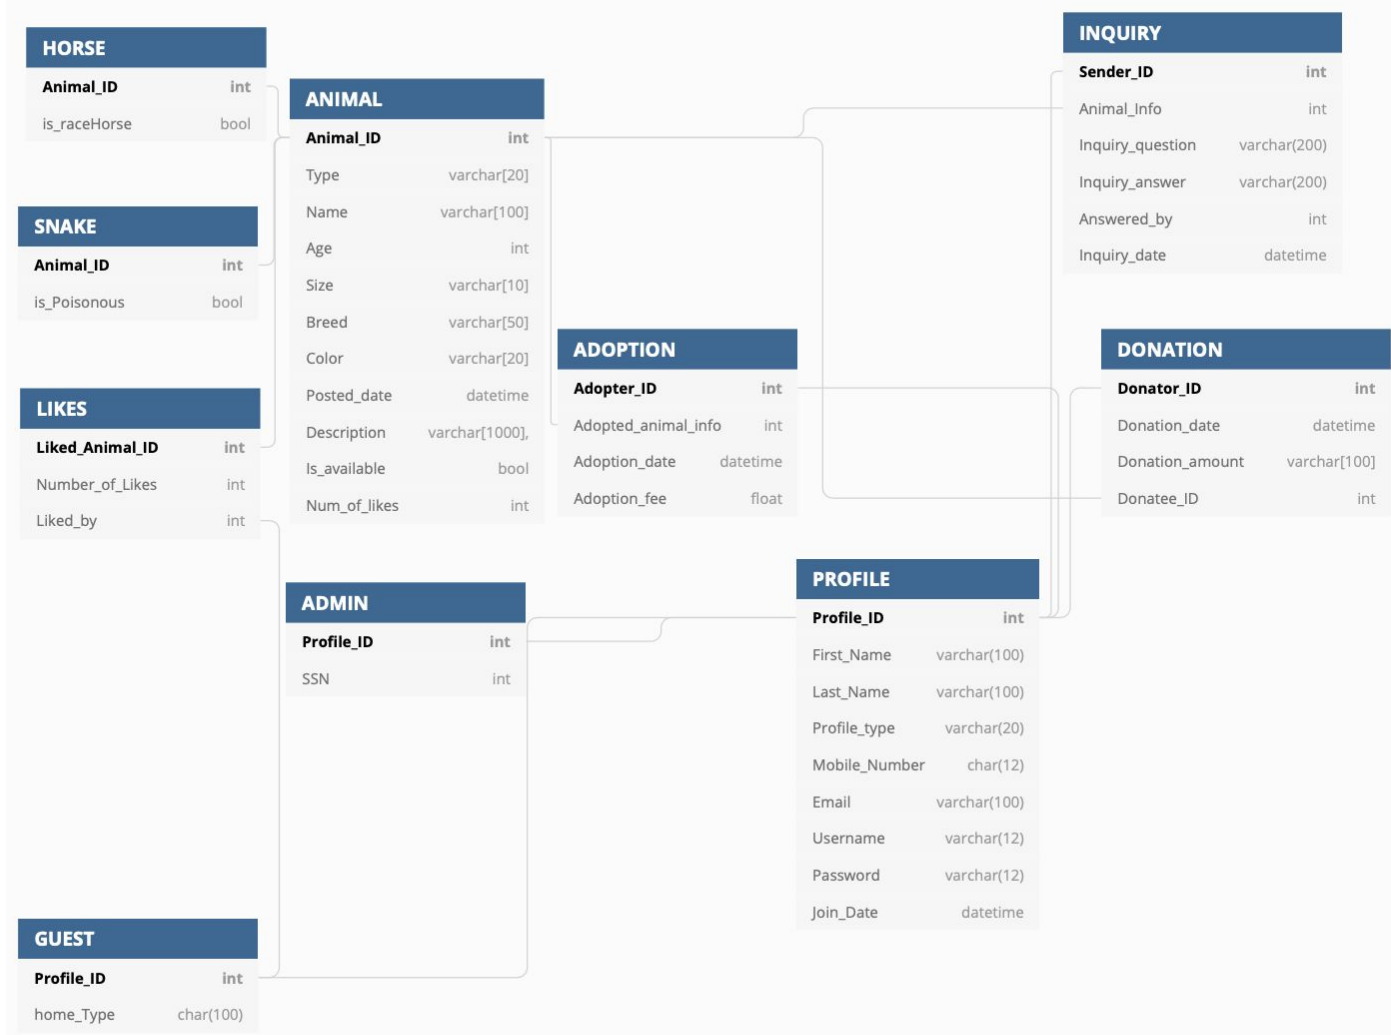 HORSE
Animal_ID int
is_raceHorse bool
SNAKE
Animal_ID int
is_Poisonous bool
LIKES
Liked_Animal_ID int
Number_of_Likes int
Liked_by int
ANIMAL
Animal_ID int
Type varchar[20]
Name varchar[100]
Age int
Size varchar[10]
Breed varchar[50]
Color varchar[20]
Posted_date datetime
Description varchar[1000],
Is_available bool
Num_of_likes int
ADOPTION
Adopter_ID int
Adopted_animal_info int
Adoption_date datetime
Adoption_fee float
INQUIRY
Sender_ID int
Animal_Info int
Inquiry_question varchar(200)
Inquiry_answer varchar(200)
Answered_by int
Inquiry_date datetime
DONATION
Donator_ID int
Donation_date datetime
Donation_amount varchar[100]
Donatee_ID int
ADMIN
Profile_ID int
SSN int
PROFILE
Profile_ID int
First_Name varchar(100)
Last_Name varchar(100)
Profile_type varchar(20)
Mobile_Number char(12)
Email varchar(100)
Username varchar(12)
Password varchar(12)
Join_Date datetime
GUEST
Profile_ID int
home_Type char(100)